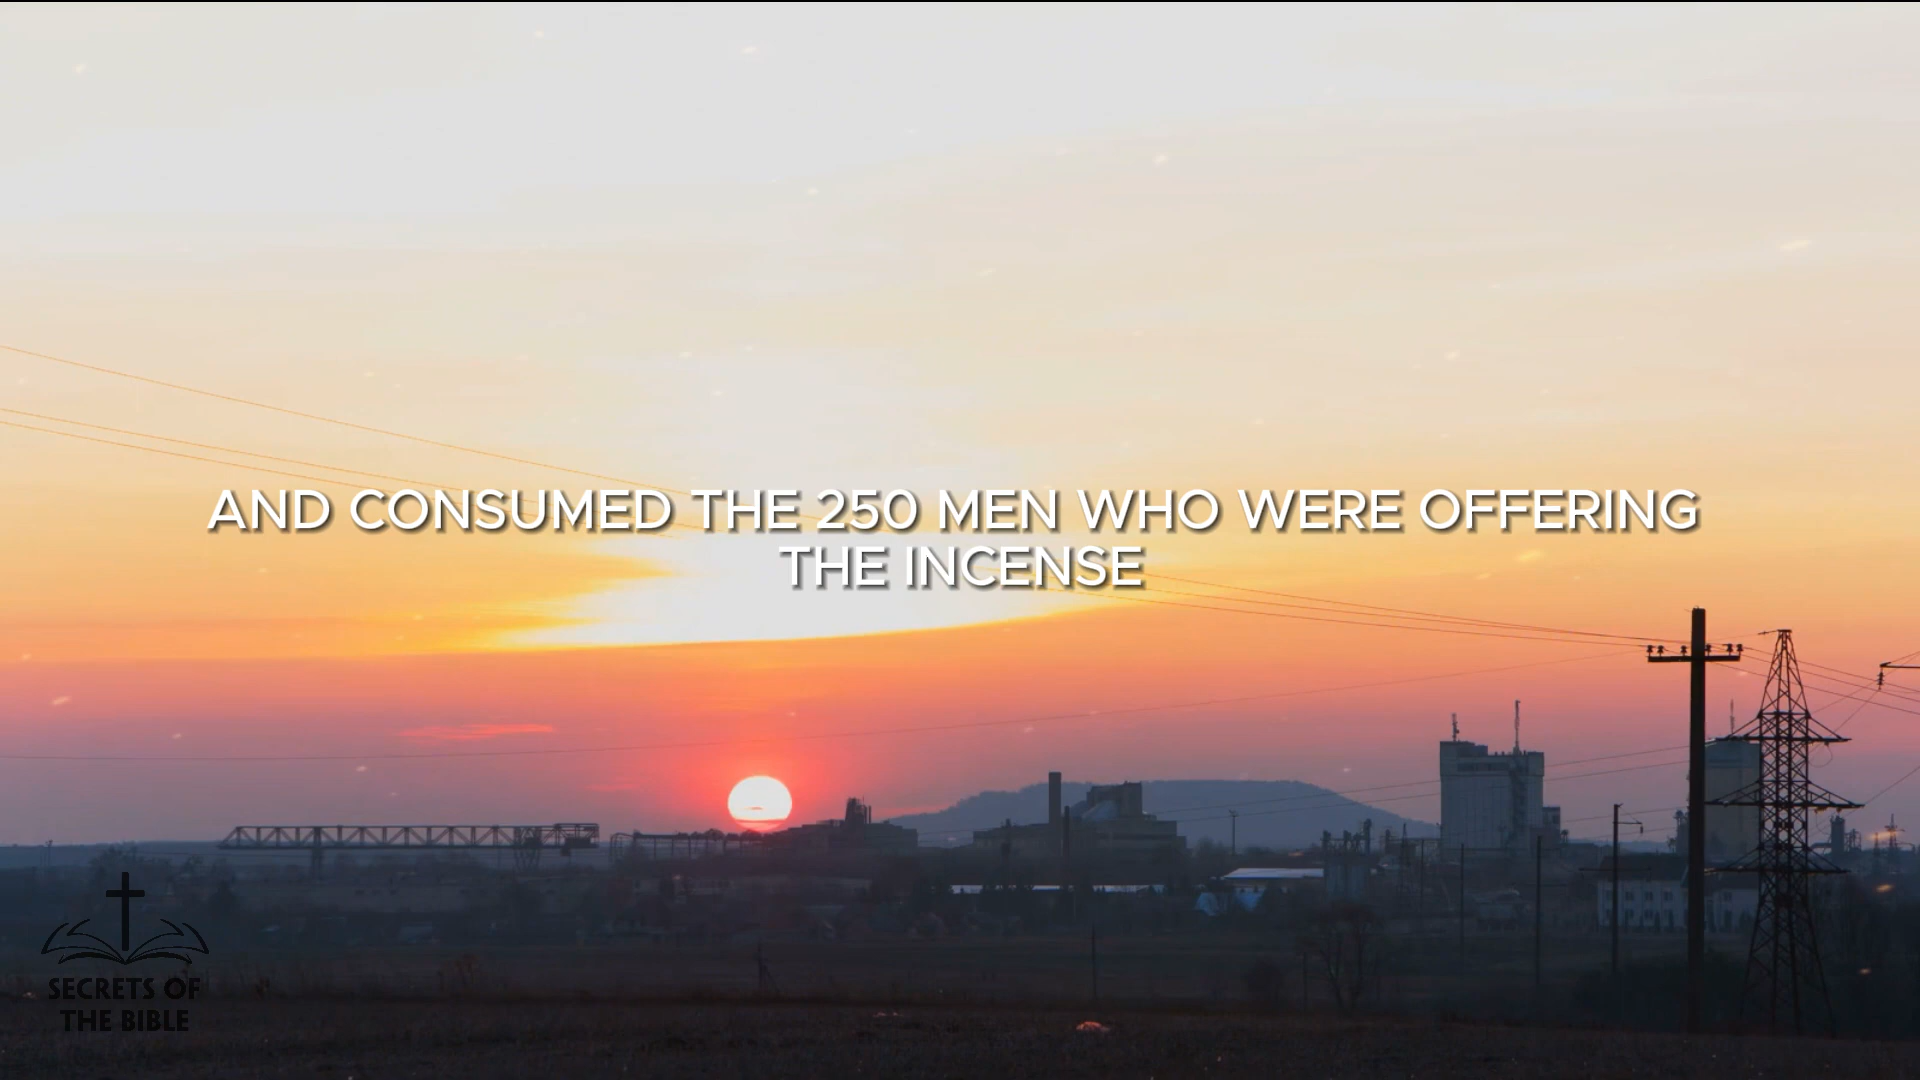 AND CONSUMED THE 250 MEN WHO WERE OFFERING
THE INCENSE
SECRETS OF
THE BIBLE